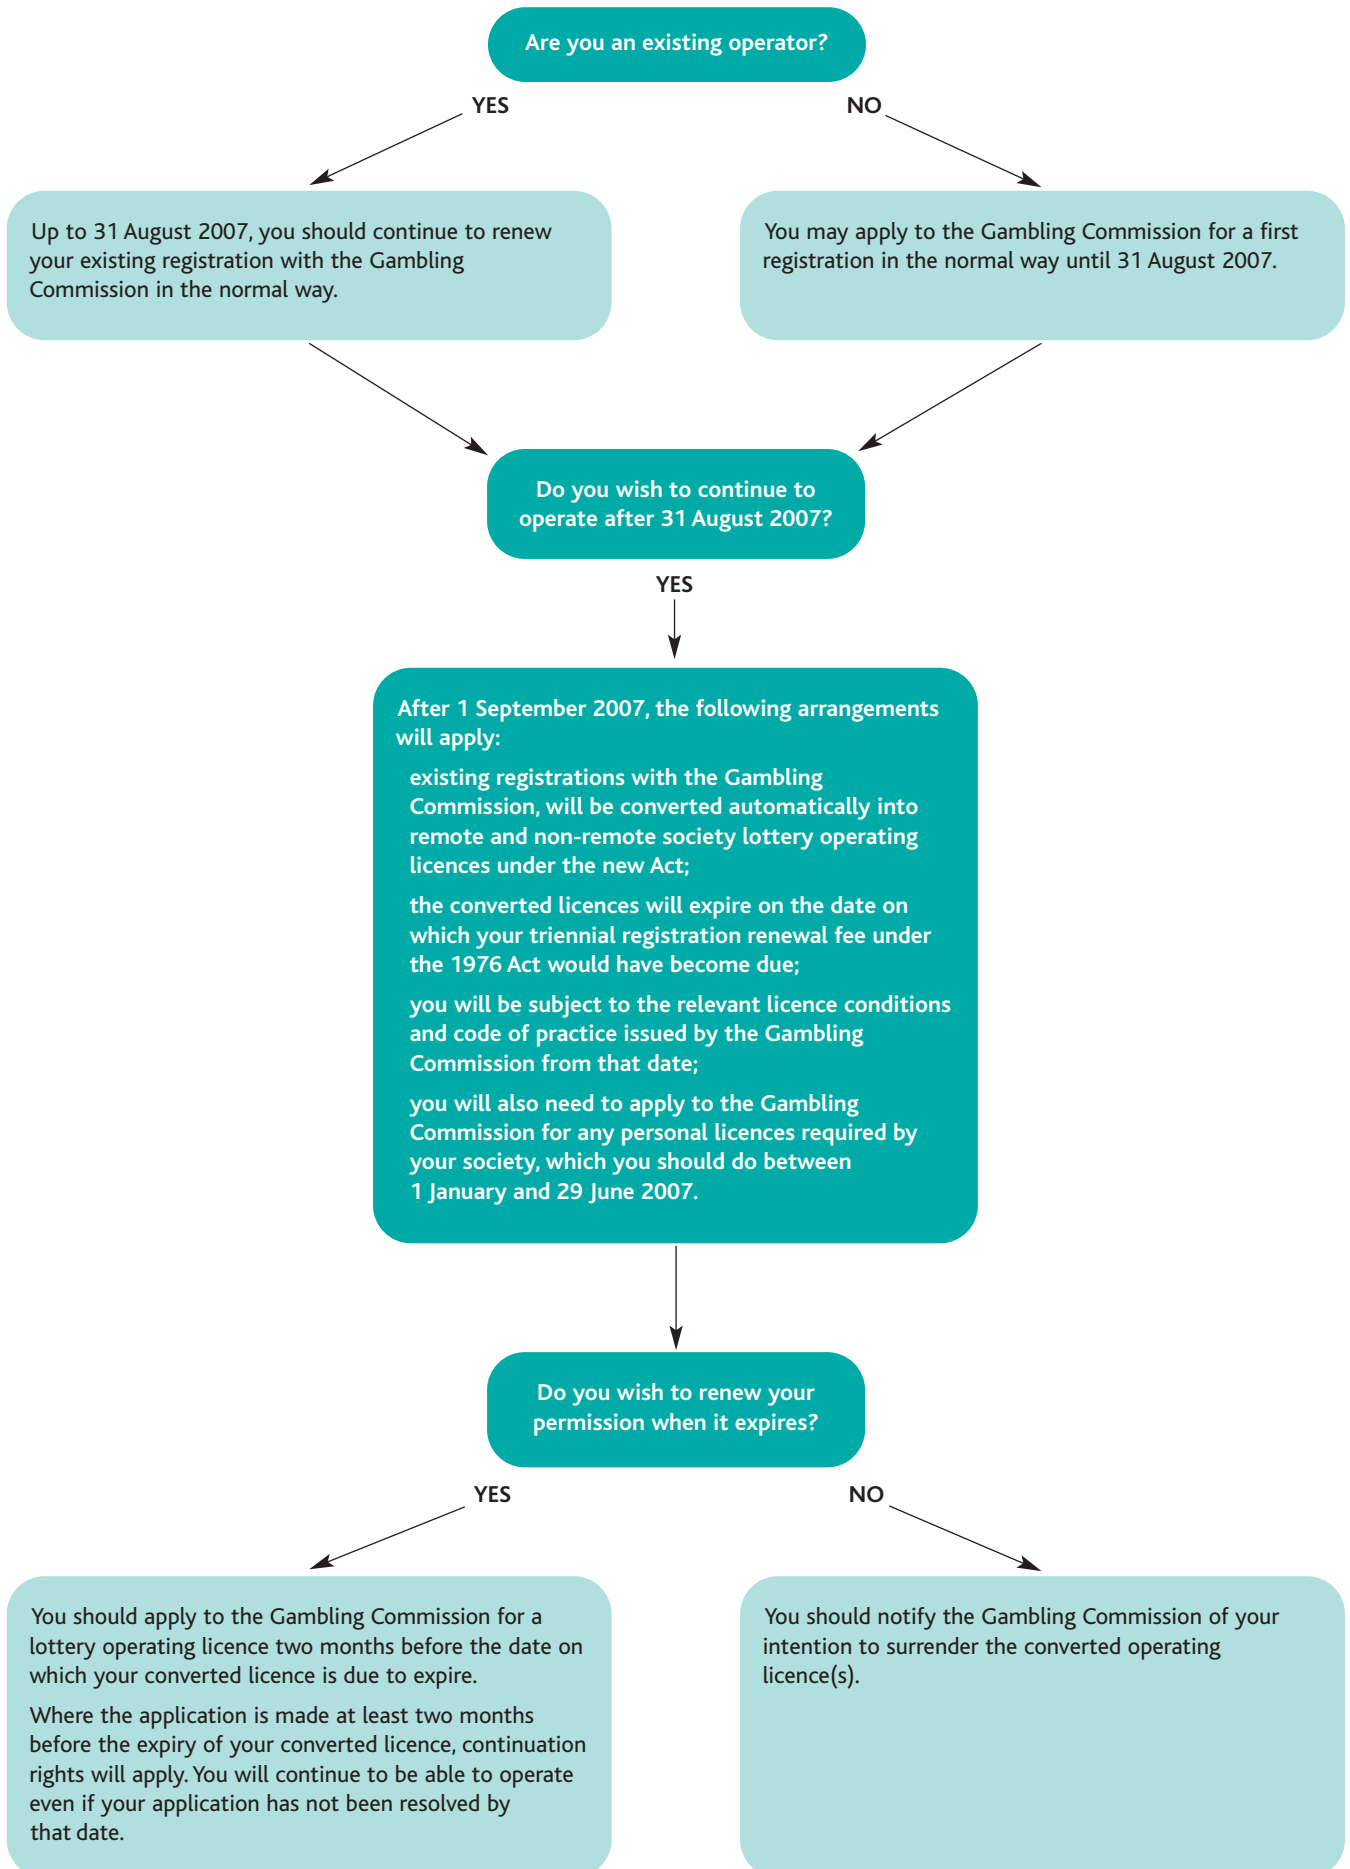 Are you an existing operator?
YES
NO
Up to 31 August 2007, you should continue to renew
your existing registration with the Gambling
Commission in the normal way.
You may apply to the Gambling Commission for a first
registration in the normal way until 31 August 2007.
Do you wish to continue to
operate after 31 August 2007?
YES
After 1 September 2007, the following arrangements
will apply:
existing registrations with the Gambling
Commission, will be converted automatically into
remote and non-remote society lottery operating
licences under the new Act;
the converted licences will expire on the date on
which your triennial registration renewal fee under
the 1976 Act would have become due;
you will be subject to the relevant licence conditions
and code of practice issued by the Gambling
Commission from that date;
you will also need to apply to the Gambling
Commission for any personal licences required by
your society, which you should do between
1 January and 29 June 2007.
Do you wish to renew your
permission when it expires?
YES
NO
You should apply to the Gambling Commission for a
lottery operating licence two months before the date on
which your converted licence is due to expire.
Where the application is made at least two months
before the expiry of your converted licence, continuation
rights will apply. You will continue to be able to operate
even if your application has not been resolved by
that date.
You should notify the Gambling Commission of your
intention to surrender the converted operating
licence(s).